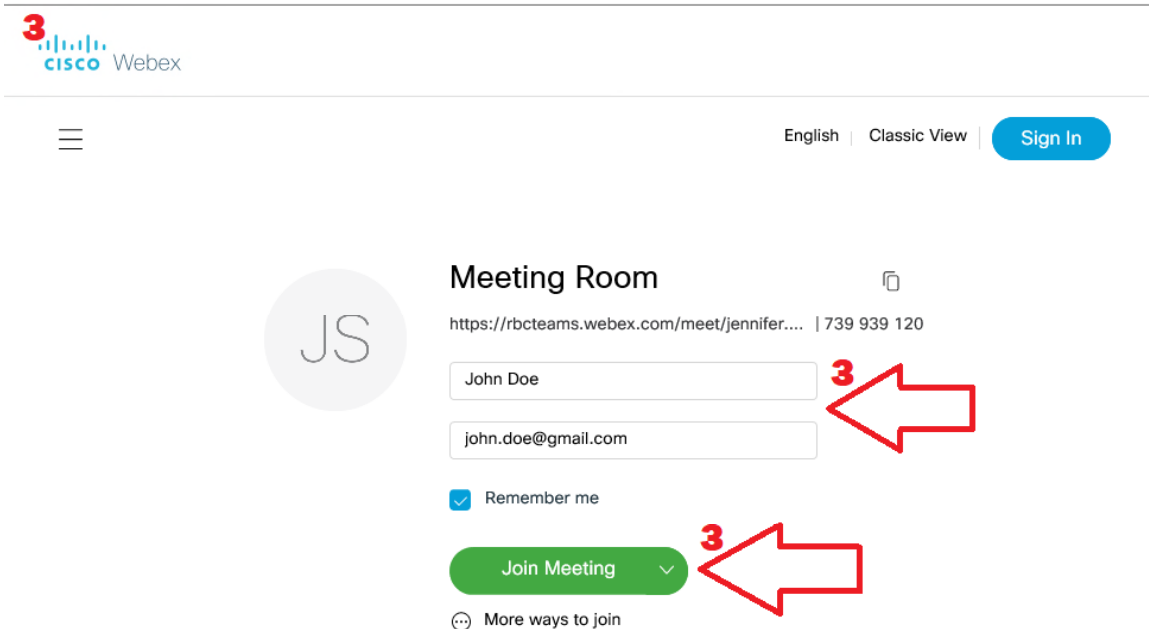 3
CISCO Webex
English | Classic View
Sign In
JS
Meeting Room
https://rbcteams.webex.com/meet/jennifer.... | 739 939 120
John Doe
3
john.doe@gmail.com
Remember me
3
Join Meeting
More ways to join